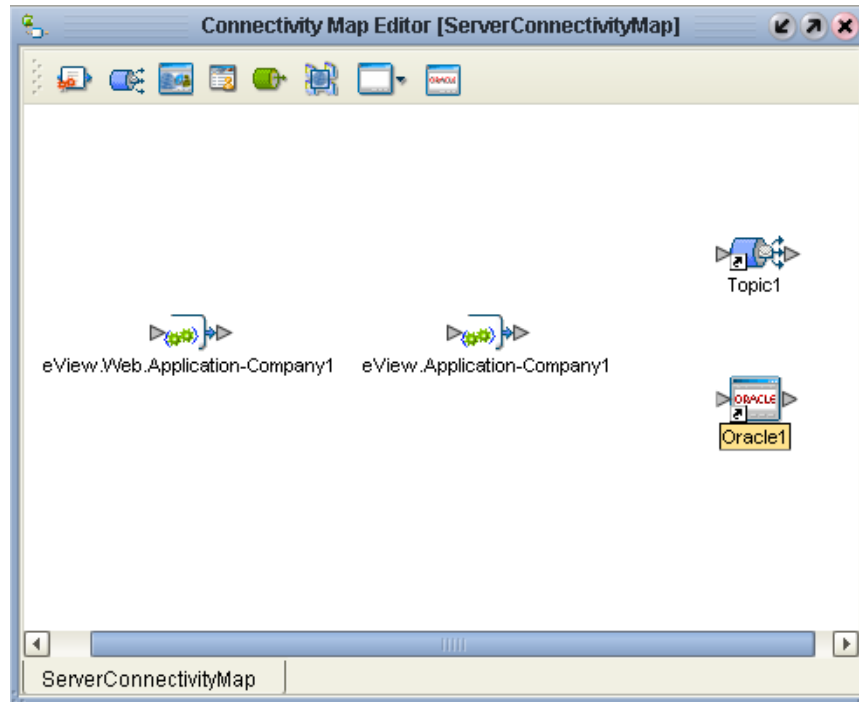 Connectivity Map Editor [ServerConnectivityMap]
ORACLE
Topic1
eView.Web.Application-Company1
eView.Application-Company1
ORACLE
Oracle1
ServerConnectivityMap